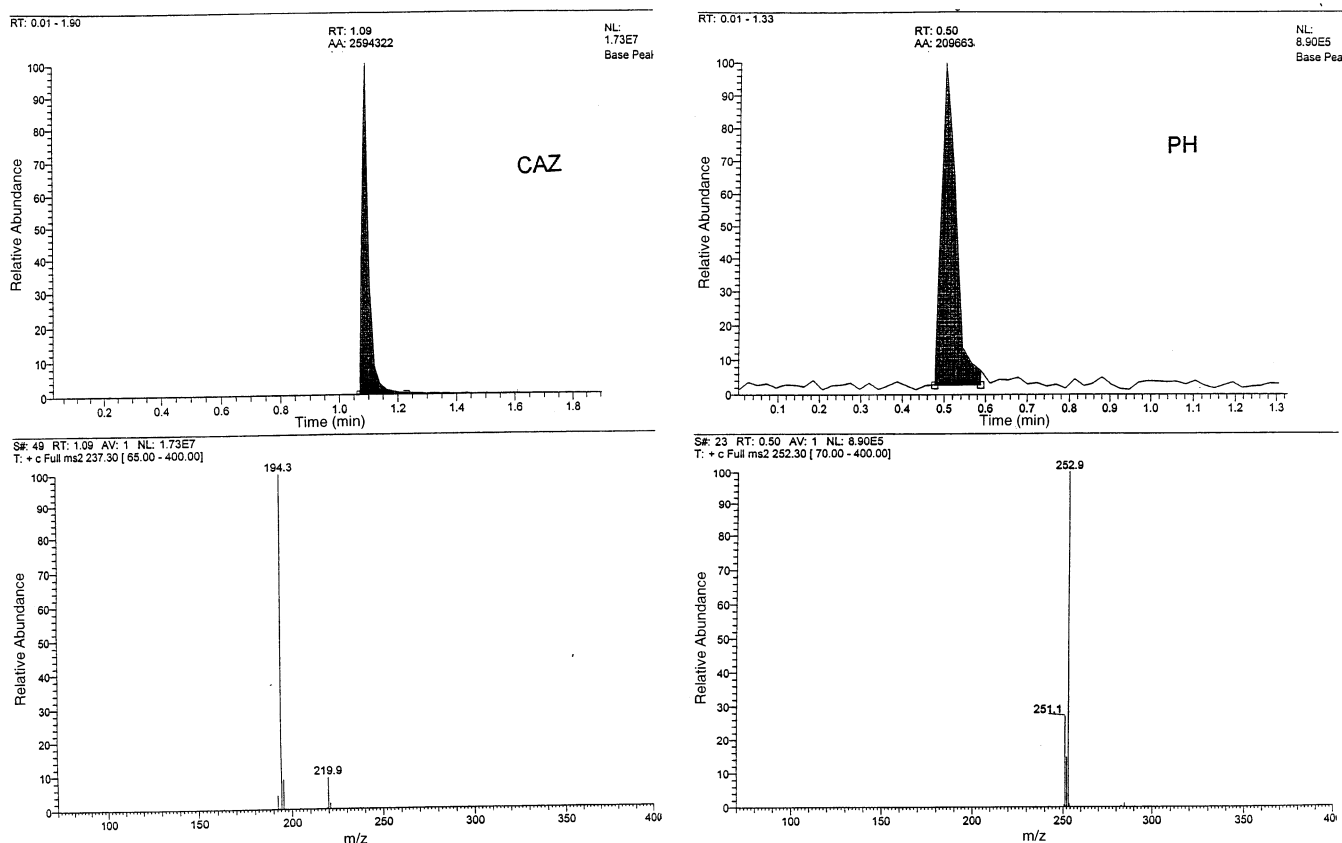 RT: 0.01 - 1.90
RT: 1.09
AA: 2594322
NL:
1.73E7
Base Peak
100
90
80
70
60
50
40
30
20
10
0
Relative Abundance
CAZ
0.2 0.4 0.6 0.8 1.0 1.2 1.4 1.6 1.8
Time (min)
S#: 49 RT: 1.09 AV: 1 NL: 1.73E7
T: + c Full ms2 237.30 [ 65.00 - 400.00]
194.3
100
90
80
70
60
50
40
30
20
10
0
Relative Abundance
219.9
100 200 250 300 350 400
m/z
RT: 0.01 - 1.33
RT: 0.50
AA: 209663
NL:
8.90E5
Base Pea
100
90
80
70
60
50
40
30
20
10
0
Relative Abundance
PH
0.1 0.2 0.3 0.4 0.5 0.6 0.7 0.8 0.9 1.0 1.1 1.2 1.3
Time (min)
S#: 23 RT: 0.50 AV: 1 NL: 8.90E5
T: + c Full ms2 252.30 [ 70.00 - 400.00]
252.9
100
90
80
70
60
50
40
30
20
10
0
Relative Abundance
251.1
100 150 200 250 300 350 400
m/z